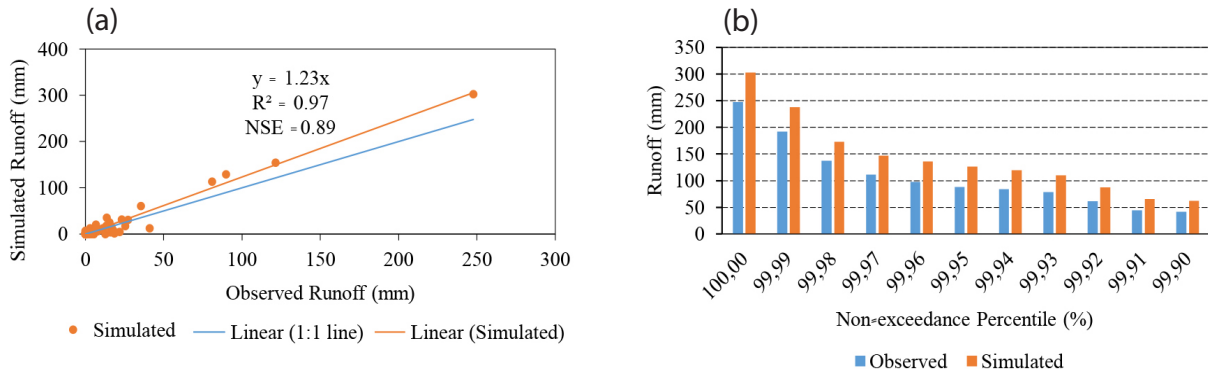 (a)
Simulated Runoff (mm)
400
300
200
100
0
y = 1.23x
R² = 0.97
NSE = 0.89
0 50 100 150 200 250 300
Observed Runoff (mm)
Simulated Linear (1:1 line) Linear (Simulated)
(b)
Runoff (mm)
350
300
250
200
150
100
50
0
100,00 99,99 99,98 99,97 99,96 99,95 99,94 99,93 99,92 99,91 99,90
Non-exceedance Percentile (%)
Observed Simulated